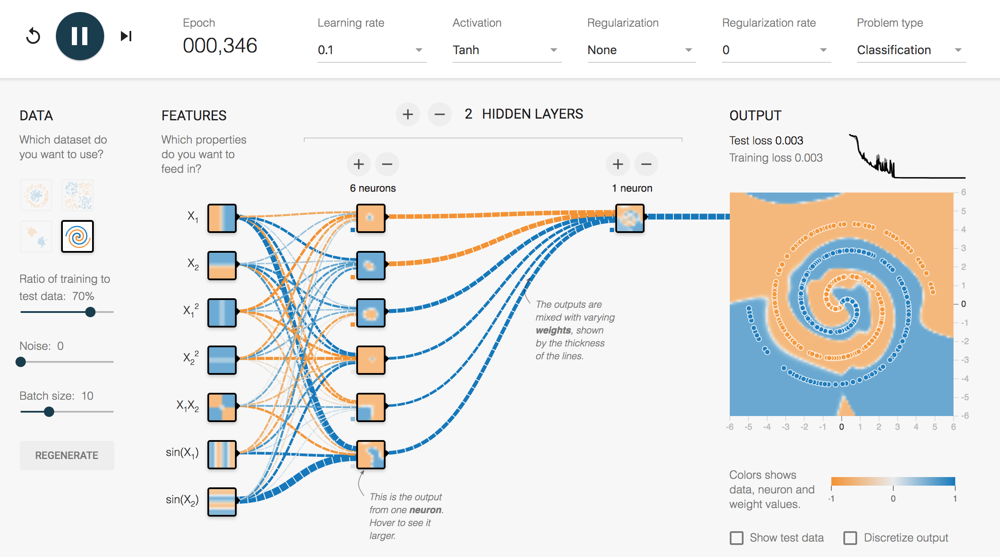 Epoch
000,346
Learning rate
0.1
Activation
Tanh
Regularization
None
Regularization rate
0
Problem type
Classification
DATA
Which dataset do
you want to use?
Ratio of training to
test data: 70%
Noise: 0
Batch size: 10
REGENERATE
FEATURES
Which properties
do you want to
feed in?
X1
X2
X1²
X2²
X1X2
sin(X1)
sin(X2)
+ − 2 HIDDEN LAYERS
+ −
6 neurons
+ −
1 neuron
The outputs are
mixed with varying
weights, shown
by the thickness
of the lines.
This is the output
from one neuron.
Hover to see it
larger.
OUTPUT
Test loss 0.003
Training loss 0.003
6
5
4
3
2
1
0
-1
-2
-3
-4
-5
-6
-6 -5 -4 -3 -2 -1 0 1 2 3 4 5 6
Colors shows
data, neuron and
weight values.
-1 0 1
Show test data
Discretize output